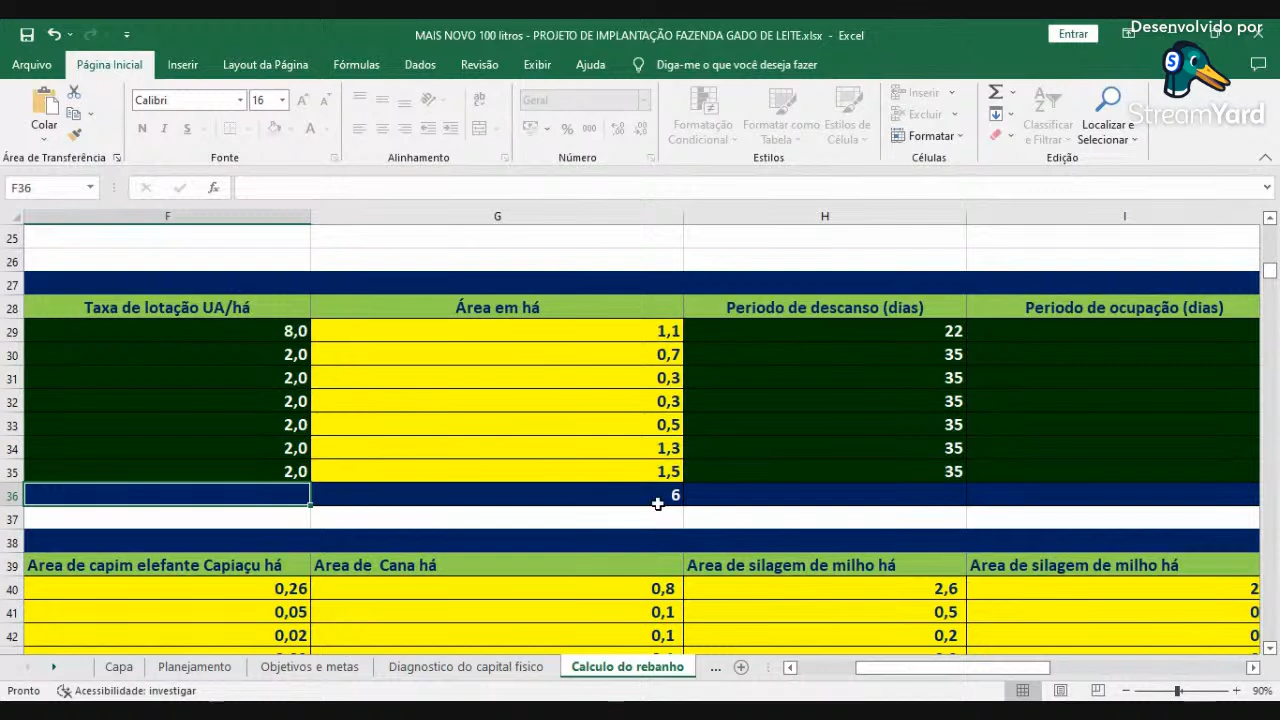 Desenvolvido por
StreamYard
MAIS NOVO 100 litros - PROJETO DE IMPLANTAÇÃO FAZENDA GADO DE LEITE.xlsx - Excel
Entrar
Arquivo Página Inicial Inserir Layout da Página Fórmulas Dados Revisão Exibir Ajuda Diga-me o que você deseja fazer
Colar
Área de Transferência
Calibri 16
N I S
Fonte
Alinhamento
Geral
% 000
Número
Formatação Condicional
Formatar como Tabela
Estilos de Célula
Estilos
Inserir
Excluir
Formatar
Células
Classificar e Filtrar
Localizar e Selecionar
Edição
F36
fx
F G H I
25
26
27
28 Taxa de lotação UA/há Área em há Periodo de descanso (dias) Periodo de ocupação (dias)
29 8,0 1,1 22
30 2,0 0,7 35
31 2,0 0,3 35
32 2,0 0,3 35
33 2,0 0,5 35
34 2,0 1,3 35
35 2,0 1,5 35
36 6
37
38
39 Area de capim elefante Capiaçu há Area de Cana há Area de silagem de milho há Area de silagem de milho há
40 0,26 0,8 2,6 2
41 0,05 0,1 0,5 0
42 0,02 0,1 0,2 0
Capa Planejamento Objetivos e metas Diagnostico do capital fisico Calculo do rebanho ...
Pronto Acessibilidade: investigar 90%